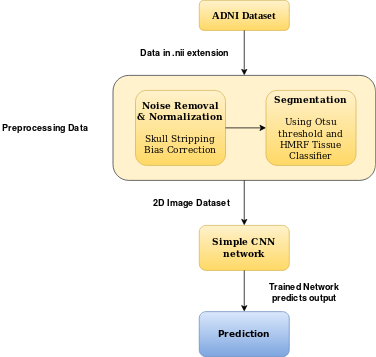 ADNI Dataset
Data in .nii extension
Preprocessing Data
Noise Removal
& Normalization
Skull Stripping
Bias Correction
Segmentation
Using Otsu
threshold and
HMRF Tissue
Classifier
2D Image Dataset
Simple CNN
network
Trained Network
predicts output
Prediction